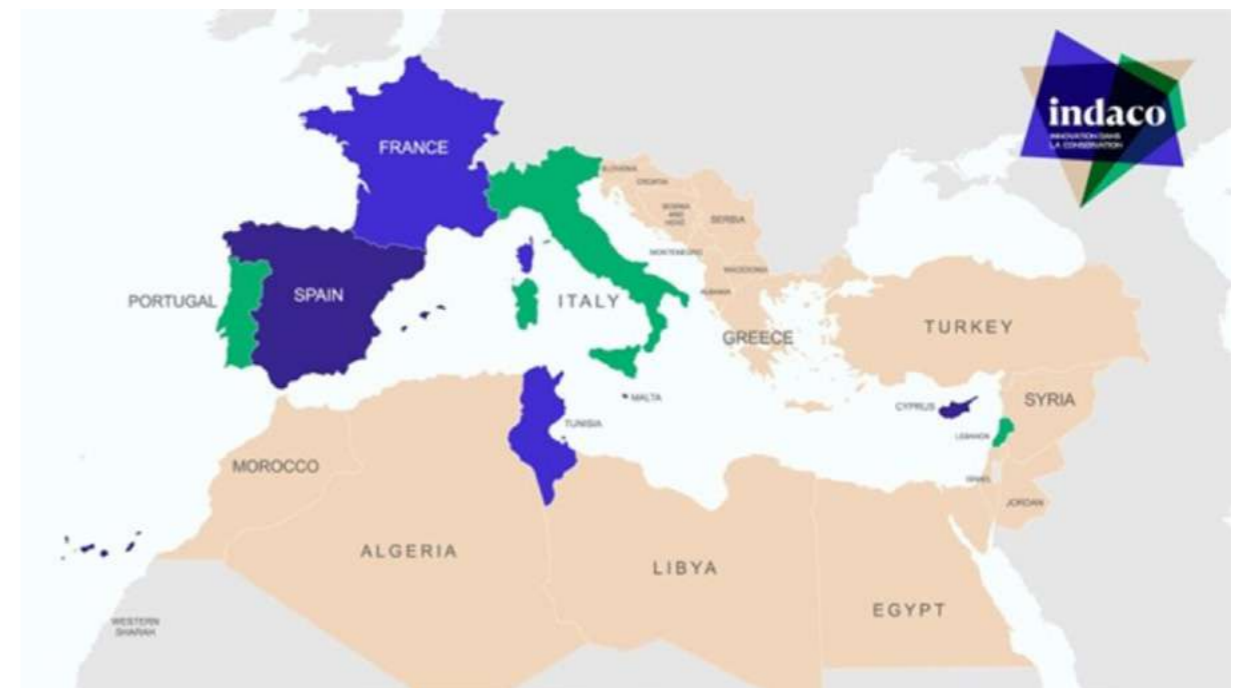 indaco
INNOVATION DANS
LA CONSERVATION
FRANCE
SLOVENIA
CROATIA
BOSNIA
AND
HERZ.
SERBIA
MONTENEGRO
MACEDONIA
ALBANIA
PORTUGAL
SPAIN
ITALY
GREECE
TURKEY
MALTA
CYPRUS
SYRIA
TUNISIA
LEBANON
MOROCCO
ISRAEL
JORDAN
ALGERIA
LIBYA
EGYPT
WESTERN
SHARAH